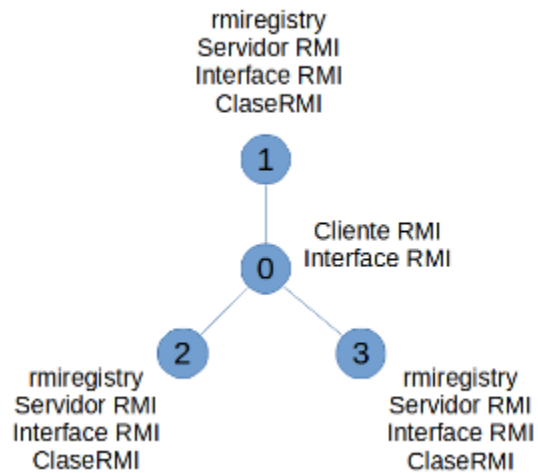 rmiregistry
Servidor RMI
Interface RMI
ClaseRMI
1
Cliente RMI
Interface RMI
0
2
3
rmiregistry
Servidor RMI
Interface RMI
ClaseRMI
rmiregistry
Servidor RMI
Interface RMI
ClaseRMI